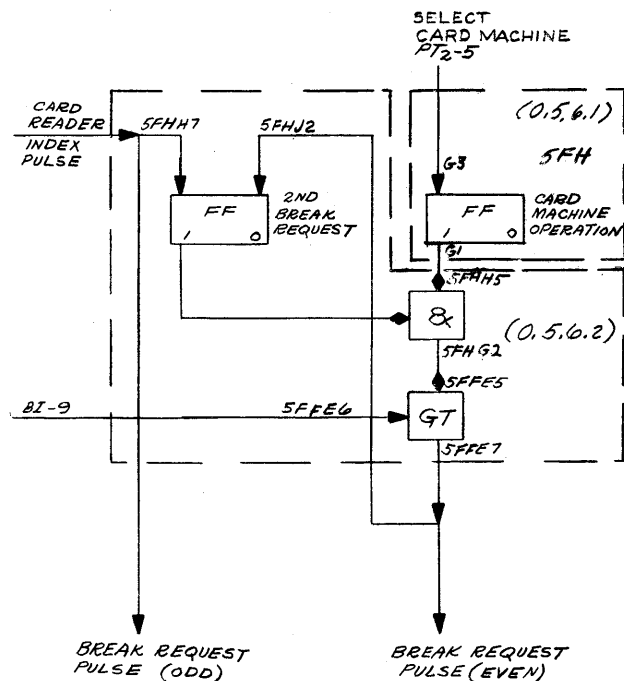 SELECT
CARD MACHINE
PT2-5
(0,5,6.1)
5FH
CARD
READER
INDEX
PULSE
5FHH7
5FHJ2
G3
FF
1 0
2ND
BREAK
REQUEST
FF
1 0
CARD
MACHINE
OPERATION
G1
5FHH5
&
(0.5.6.2)
5FHG2
5FFE5
BI-9
5FFE6
GT
5FFE7
BREAK REQUEST
PULSE (ODD)
BREAK REQUEST
PULSE (EVEN)